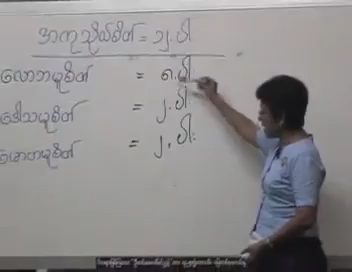 အကုသိုလ်စိတ် = ၁၂.ပါး
လောဘမူစိတ် = ၈.ပါး
ဒေါသမူစိတ် = ၂.ပါး
မောဟမူစိတ် = ၂.ပါး